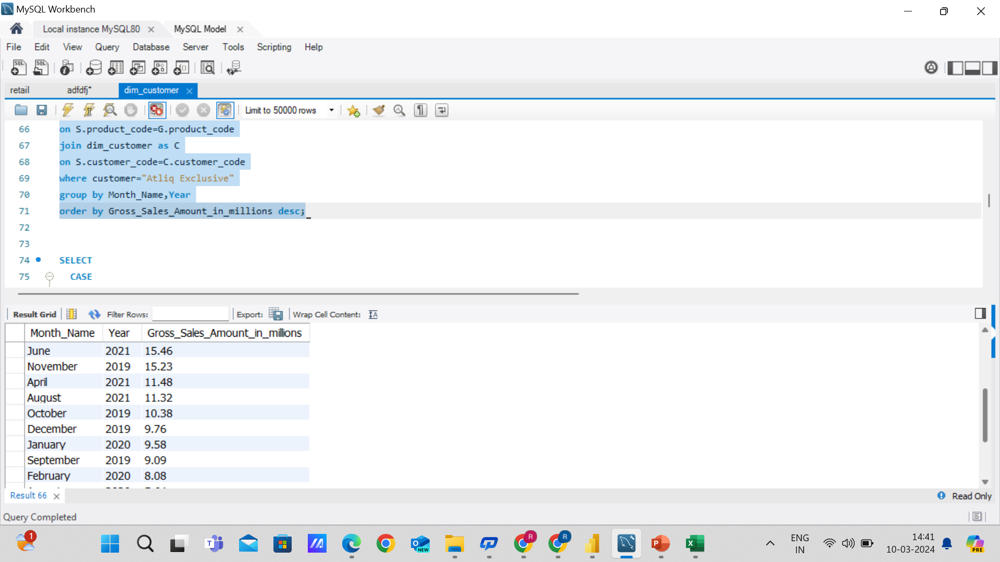 MySQL Workbench
Local instance MySQL80
MySQL Model
File Edit View Query Database Server Tools Scripting Help
retail adfdfj* dim_customer
Limit to 50000 rows
66 on S.product_code=G.product_code
67 join dim_customer as C
68 on S.customer_code=C.customer_code
69 where customer="Atliq Exclusive"
70 group by Month_Name,Year
71 order by Gross_Sales_Amount_in_millions desc;
72
73
74 SELECT
75 CASE
Result Grid Filter Rows: Export: Wrap Cell Content:
Month_Name Year Gross_Sales_Amount_in_millions
June 2021 15.46
November 2019 15.23
April 2021 11.48
August 2021 11.32
October 2019 10.38
December 2019 9.76
January 2020 9.58
September 2019 9.09
February 2020 8.08
Result 66 Read Only
Query Completed
1
ENG
IN
14:41
10-03-2024
NEW
R
R
PRE